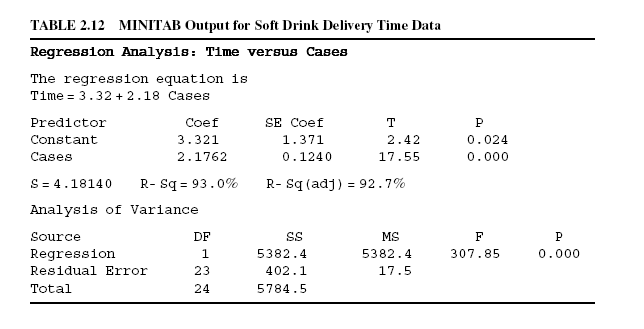 TABLE 2.12 MINITAB Output for Soft Drink Delivery Time Data
Regression Analysis: Time versus Cases
The regression equation is
Time = 3.32 + 2.18 Cases
Predictor Coef SE Coef T P
Constant 3.321 1.371 2.42 0.024
Cases 2.1762 0.1240 17.55 0.000
S = 4.18140 R- Sq = 93.0% R- Sq (adj) = 92.7%
Analysis of Variance
Source DF SS MS F P
Regression 1 5382.4 5382.4 307.85 0.000
Residual Error 23 402.1 17.5
Total 24 5784.5